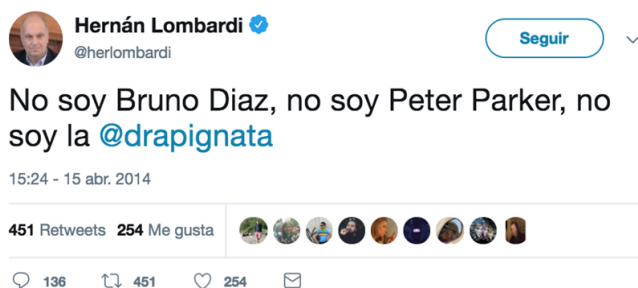 Hernán Lombardi
@herlombardi
Seguir
No soy Bruno Diaz, no soy Peter Parker, no
soy la @drapignata
15:24 - 15 abr. 2014
451 Retweets 254 Me gusta
136 451 254